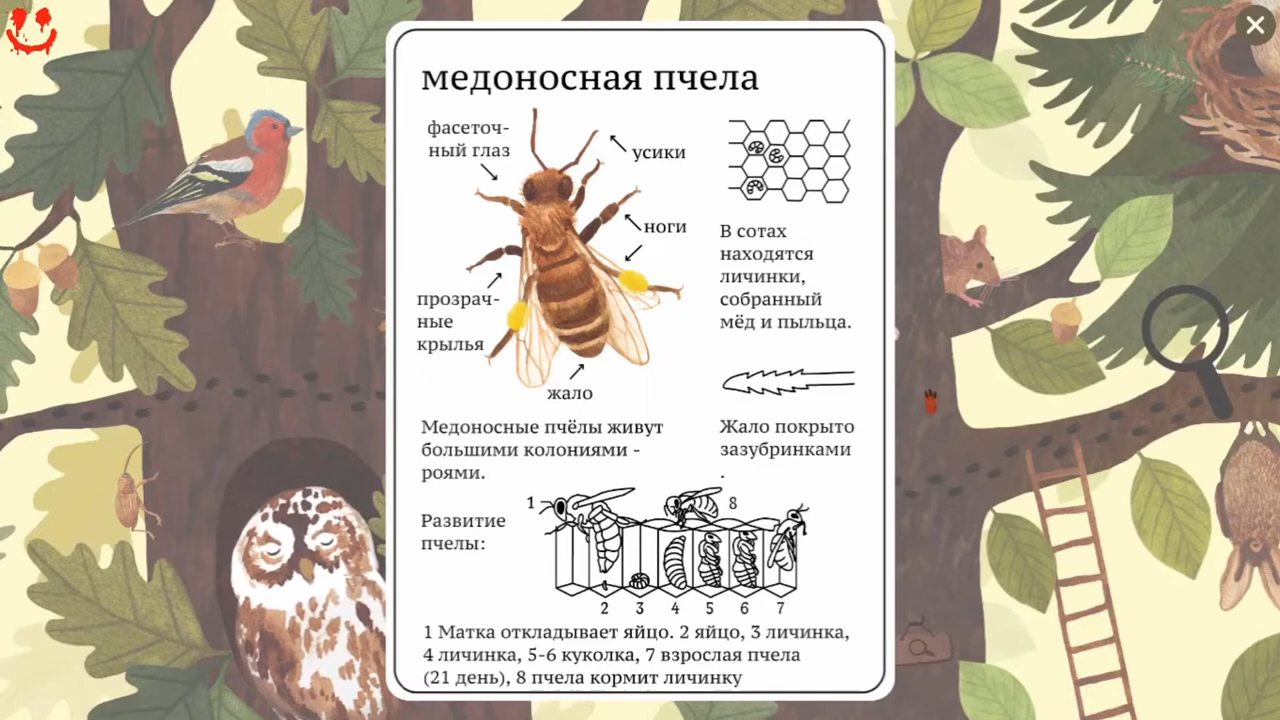 медоносная пчела
фасеточ-
ный глаз
усики
ноги
прозрач-
ные
крылья
жало
В сотах
находятся
личинки,
собранный
мёд и пыльца.
Медоносные пчёлы живут
большими колониями -
роями.
Жало покрыто
зазубринками
.
Развитие
пчелы:
1
8
2 3 4 5 6 7
1 Матка откладывает яйцо. 2 яйцо, 3 личинка,
4 личинка, 5-6 куколка, 7 взрослая пчела
(21 день), 8 пчела кормит личинку